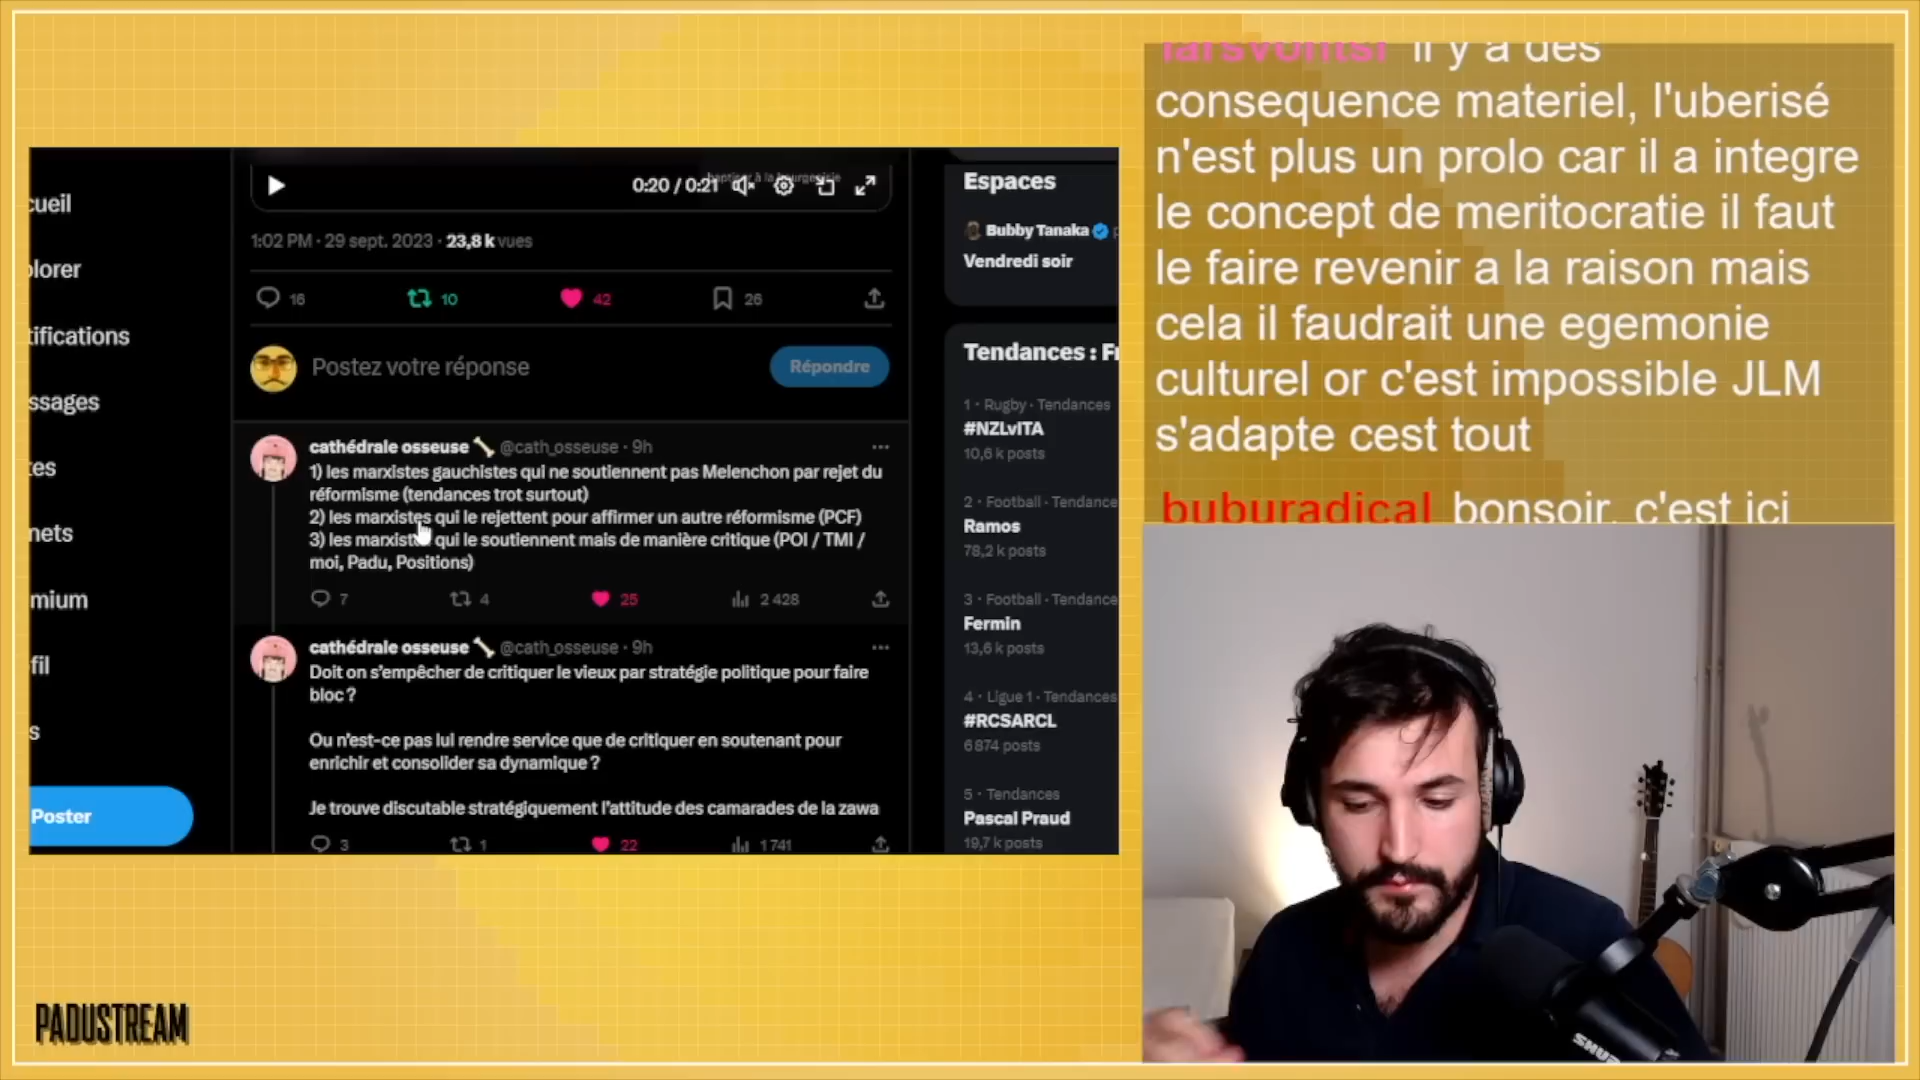 cueil
plorer
tifications
ssages
tes
nets
mium
fil
s
Poster
0:20 / 0:21
1:02 PM · 29 sept. 2023 · 23,8 k vues
16
10
42
26
Postez votre réponse
Répondre
cathédrale osseuse @cath_osseuse · 9h
1) les marxistes gauchistes qui ne soutiennent pas Melenchon par rejet du
réformisme (tendances trot surtout)
2) les marxistes qui le rejettent pour affirmer un autre réformisme (PCF)
3) les marxistes qui le soutiennent mais de manière critique (POI / TMI /
moi, Padu, Positions)
7
4
25
2 428
cathédrale osseuse @cath_osseuse · 9h
Doit on s'empêcher de critiquer le vieux par stratégie politique pour faire
bloc ?
Ou n'est-ce pas lui rendre service que de critiquer en soutenant pour
enrichir et consolider sa dynamique ?
Je trouve discutable stratégiquement l'attitude des camarades de la zawa
3
1
22
1 741
Espaces
Bubby Tanaka
Vendredi soir
Tendances : Fr
1 · Rugby · Tendances
#NZLvITA
10,6 k posts
2 · Football · Tendance
Ramos
78,2 k posts
3 · Football · Tendance
Fermin
13,6 k posts
4 · Ligue 1 · Tendances
#RCSARCL
6 874 posts
5 · Tendances
Pascal Praud
19,7 k posts
il y a des
consequence materiel, l'uberisé
n'est plus un prolo car il a integre
le concept de meritocratie il faut
le faire revenir a la raison mais
cela il faudrait une egemonie
culturel or c'est impossible JLM
s'adapte cest tout
buburadical bonsoir, c'est ici
PADUSTREAM